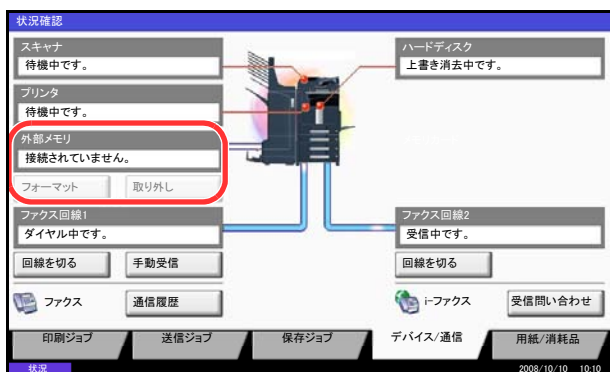 状況確認
スキャナ
待機中です。
ハードディスク
上書き消去中です。
プリンタ
待機中です。
外部メモリ
接続されていません。
フォーマット 取り外し
ファクス回線1
ダイヤル中です。
ファクス回線2
受信中です。
回線を切る 手動受信 回線を切る
ファクス 通信履歴 i-ファクス 受信問い合わせ
印刷ジョブ 送信ジョブ 保存ジョブ デバイス/通信 用紙/消耗品
状況 2008/10/10 10:10